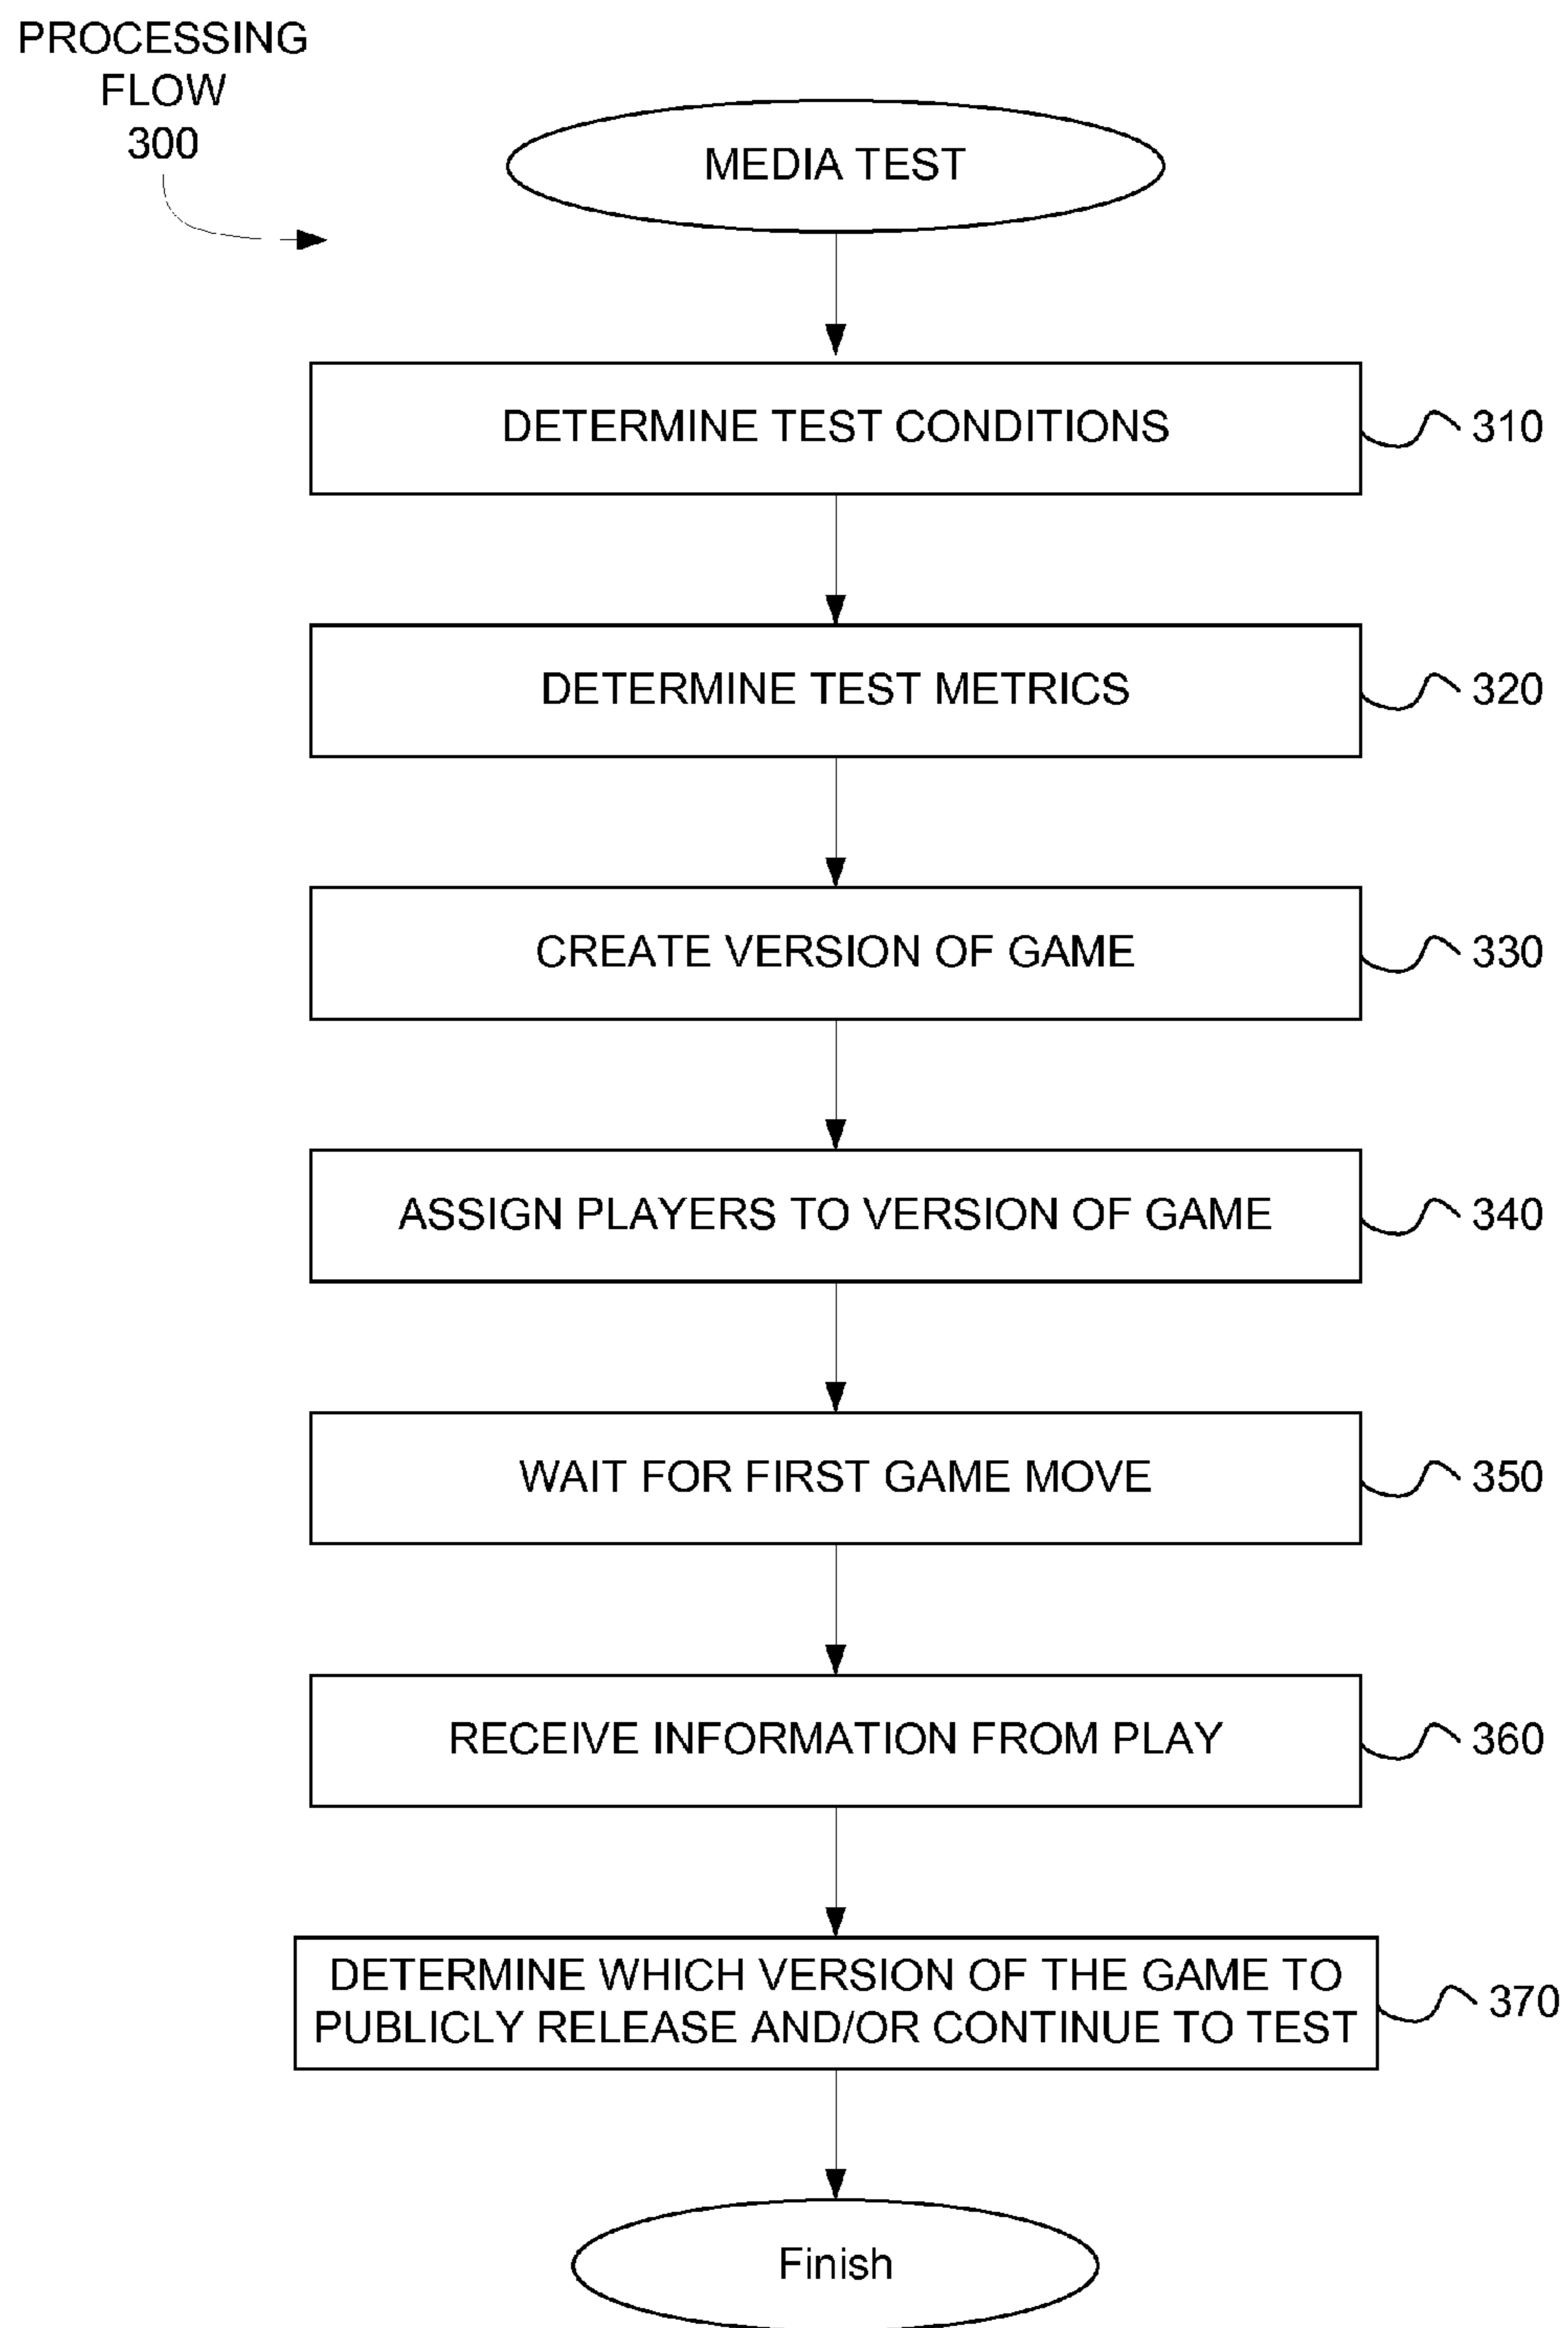 PROCESSING
FLOW
300
MEDIA TEST
DETERMINE TEST CONDITIONS
310
DETERMINE TEST METRICS
320
CREATE VERSION OF GAME
330
ASSIGN PLAYERS TO VERSION OF GAME
340
WAIT FOR FIRST GAME MOVE
350
RECEIVE INFORMATION FROM PLAY
360
DETERMINE WHICH VERSION OF THE GAME TO
PUBLICLY RELEASE AND/OR CONTINUE TO TEST
370
Finish